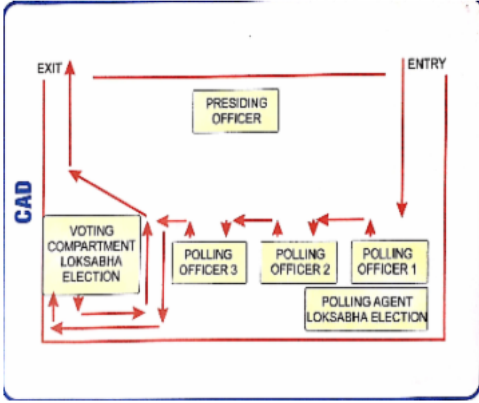 EXIT
ENTRY
PRESIDING
OFFICER
CAD
VOTING
COMPARTMENT
LOKSABHA
ELECTION
POLLING
OFFICER 3
POLLING
OFFICER 2
POLLING
OFFICER 1
POLLING AGENT
LOKSABHA ELECTION